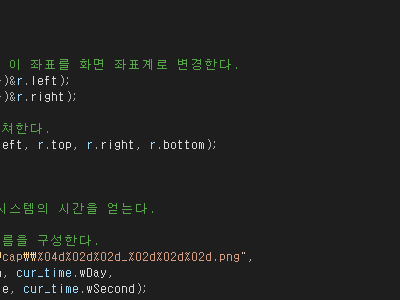 이 좌표를 화면 좌표계로 변경한다.
)&r.left);
)&r.right);
쳐한다.
eft, r.top, r.right, r.bottom);
시스템의 시간을 얻는다.
름을 구성한다.
cap₩₩%04d%02d%02d_%02d%02d%02d.png",
, cur_time.wDay,
e, cur_time.wSecond);